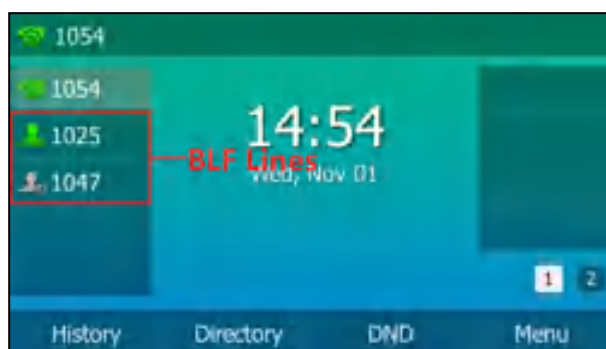 1054
1054
1025
1047
BLF Lines
14:54
Wed, Nov 01
1 2
History Directory DND Menu